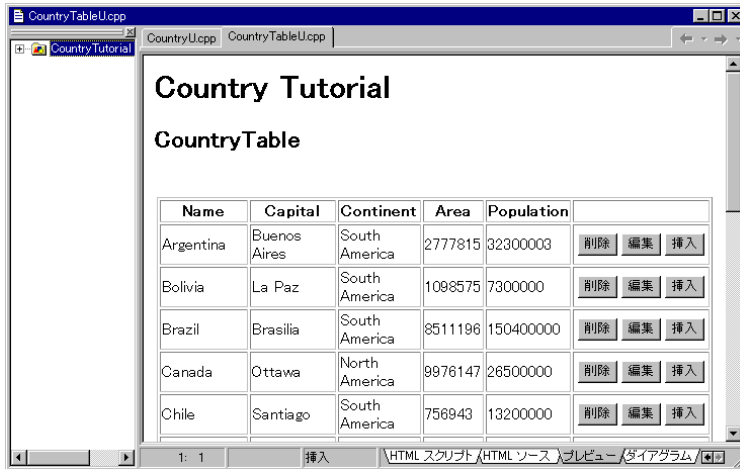 CountryTableU.cpp
CountryTutorial
CountryU.cpp CountryTableU.cpp
Country Tutorial
CountryTable
Name Capital Continent Area Population
Argentina Buenos Aires South America 2777815 32300003 削除 編集 挿入
Bolivia La Paz South America 1098575 7300000 削除 編集 挿入
Brazil Brasilia South America 8511196 150400000 削除 編集 挿入
Canada Ottawa North America 9976147 26500000 削除 編集 挿入
Chile Santiago South America 756943 13200000 削除 編集 挿入
1: 1 挿入 HTML スクリプト HTML ソース プレビュー ダイアグラム